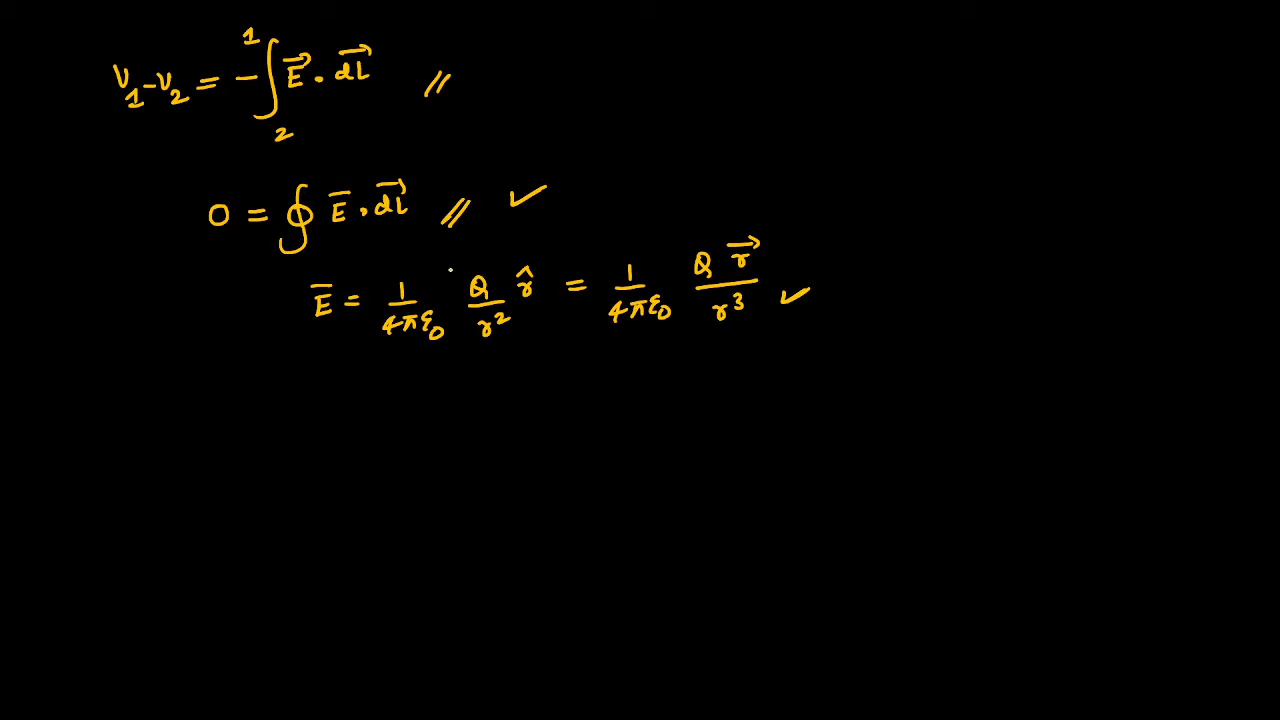 V₁-V₂ = -∫₂¹ E⃗ . dL⃗ //
0 = ∮ E̅ . dL⃗ // ✓
E̅ = 1/4πε₀ Q/r² r̂ = 1/4πε₀ Q r⃗/r³ ✓